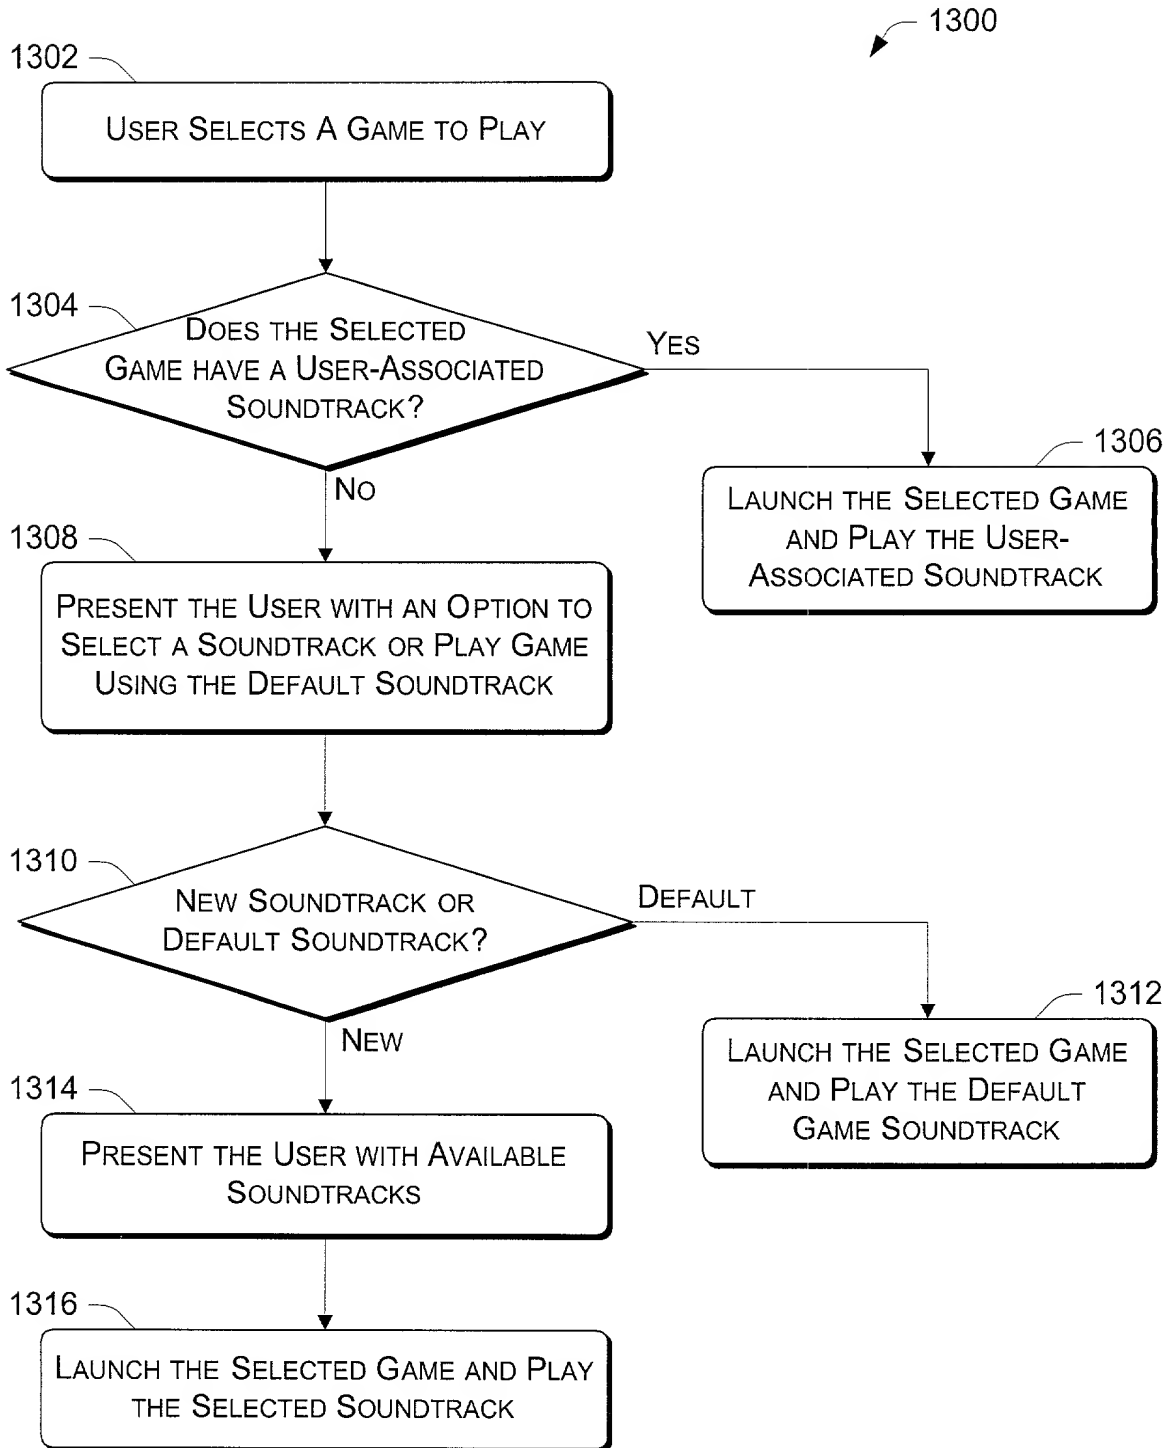 1300
1302
USER SELECTS A GAME TO PLAY
1304
DOES THE SELECTED
GAME HAVE A USER-ASSOCIATED
SOUNDTRACK?
YES
NO
1306
LAUNCH THE SELECTED GAME
AND PLAY THE USER-
ASSOCIATED SOUNDTRACK
1308
PRESENT THE USER WITH AN OPTION TO
SELECT A SOUNDTRACK OR PLAY GAME
USING THE DEFAULT SOUNDTRACK
1310
NEW SOUNDTRACK OR
DEFAULT SOUNDTRACK?
DEFAULT
NEW
1312
LAUNCH THE SELECTED GAME
AND PLAY THE DEFAULT
GAME SOUNDTRACK
1314
PRESENT THE USER WITH AVAILABLE
SOUNDTRACKS
1316
LAUNCH THE SELECTED GAME AND PLAY
THE SELECTED SOUNDTRACK